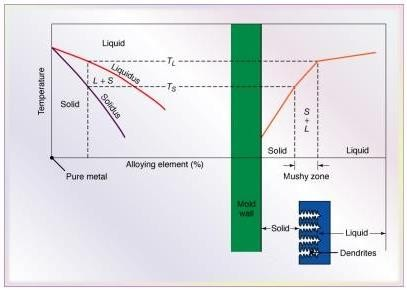 Liquid
T_L
Liquidus
L + S
T_S
Solidus
Solid
Temperature
Alloying element (%)
Pure metal
S
+
L
Solid
Liquid
Mushy zone
Mold
wall
Solid
Liquid
Dendrites